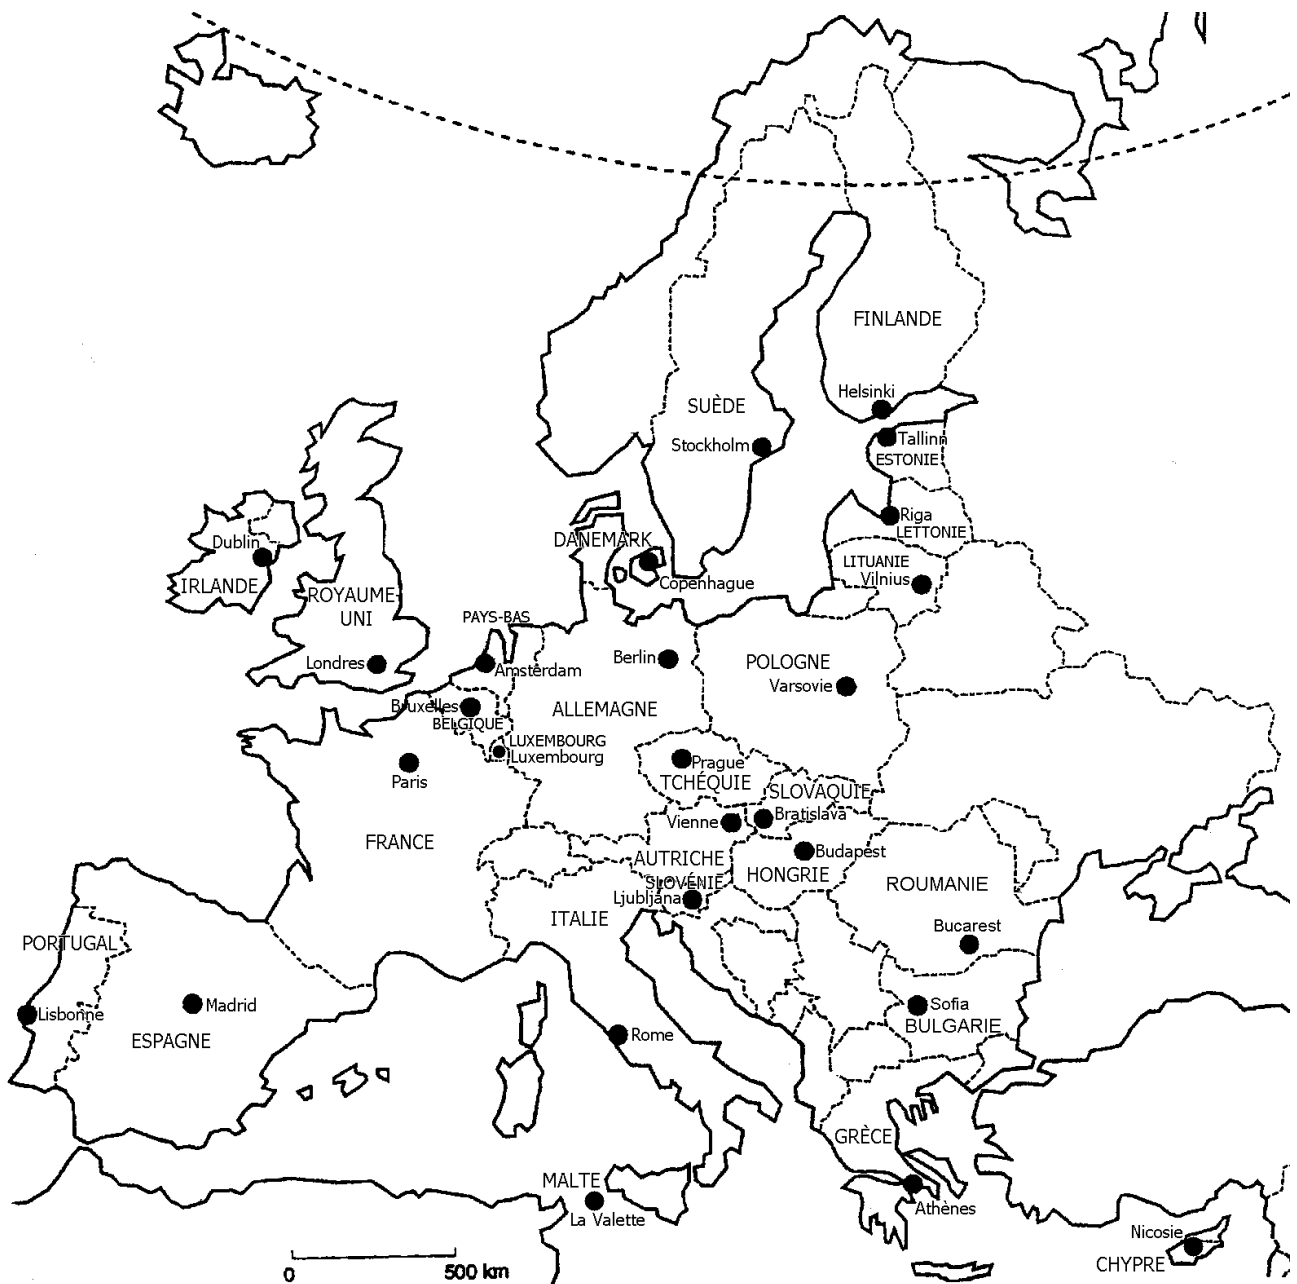 FINLANDE
Helsinki
SUÈDE
Stockholm
Tallinn
ESTONIE
Riga
LETTONIE
DANEMARK
Copenhague
LITUANIE
Vilnius
Dublin
IRLANDE
ROYAUME-
UNI
Londres
PAYS-BAS
Amsterdam
Berlin
POLOGNE
Varsovie
Bruxelles
BELGIQUE
ALLEMAGNE
LUXEMBOURG
Luxembourg
Paris
Prague
TCHÉQUIE
SLOVAQUIE
Bratislava
Vienne
FRANCE
AUTRICHE
Budapest
HONGRIE
SLOVÉNIE
Ljubljana
ROUMANIE
ITALIE
Bucarest
PORTUGAL
Lisbonne
Madrid
ESPAGNE
Rome
Sofia
BULGARIE
GRÈCE
Athènes
MALTE
La Valette
Nicosie
CHYPRE
0 500 km